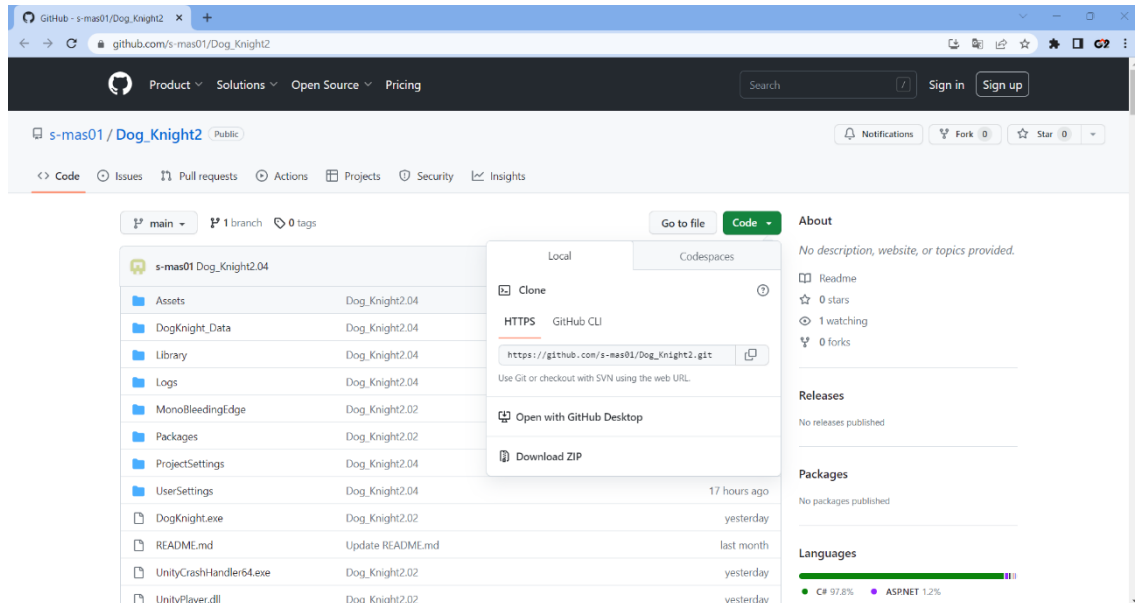 GitHub - s-mas01/Dog_Knight2
github.com/s-mas01/Dog_Knight2
Product Solutions Open Source Pricing Search / Sign in Sign up
s-mas01 / Dog_Knight2 Public Notifications Fork 0 Star 0
<> Code Issues Pull requests Actions Projects Security Insights
main 1 branch 0 tags Go to file Code
s-mas01 Dog_Knight2.04
Assets Dog_Knight2.04
DogKnight_Data Dog_Knight2.04
Library Dog_Knight2.04
Logs Dog_Knight2.04
MonoBleedingEdge Dog_Knight2.02
Packages Dog_Knight2.02
ProjectSettings Dog_Knight2.04
UserSettings Dog_Knight2.04 17 hours ago
DogKnight.exe Dog_Knight2.02 yesterday
README.md Update README.md last month
UnityCrashHandler64.exe Dog_Knight2.02 yesterday
UnityPlayer.dll Dog_Knight2.02 yesterday
Local Codespaces
Clone
HTTPS GitHub CLI
https://github.com/s-mas01/Dog_Knight2.git
Use Git or checkout with SVN using the web URL.
Open with GitHub Desktop
Download ZIP
About
No description, website, or topics provided.
Readme
0 stars
1 watching
0 forks
Releases
No releases published
Packages
No packages published
Languages
C# 97.8% ASP.NET 1.2%